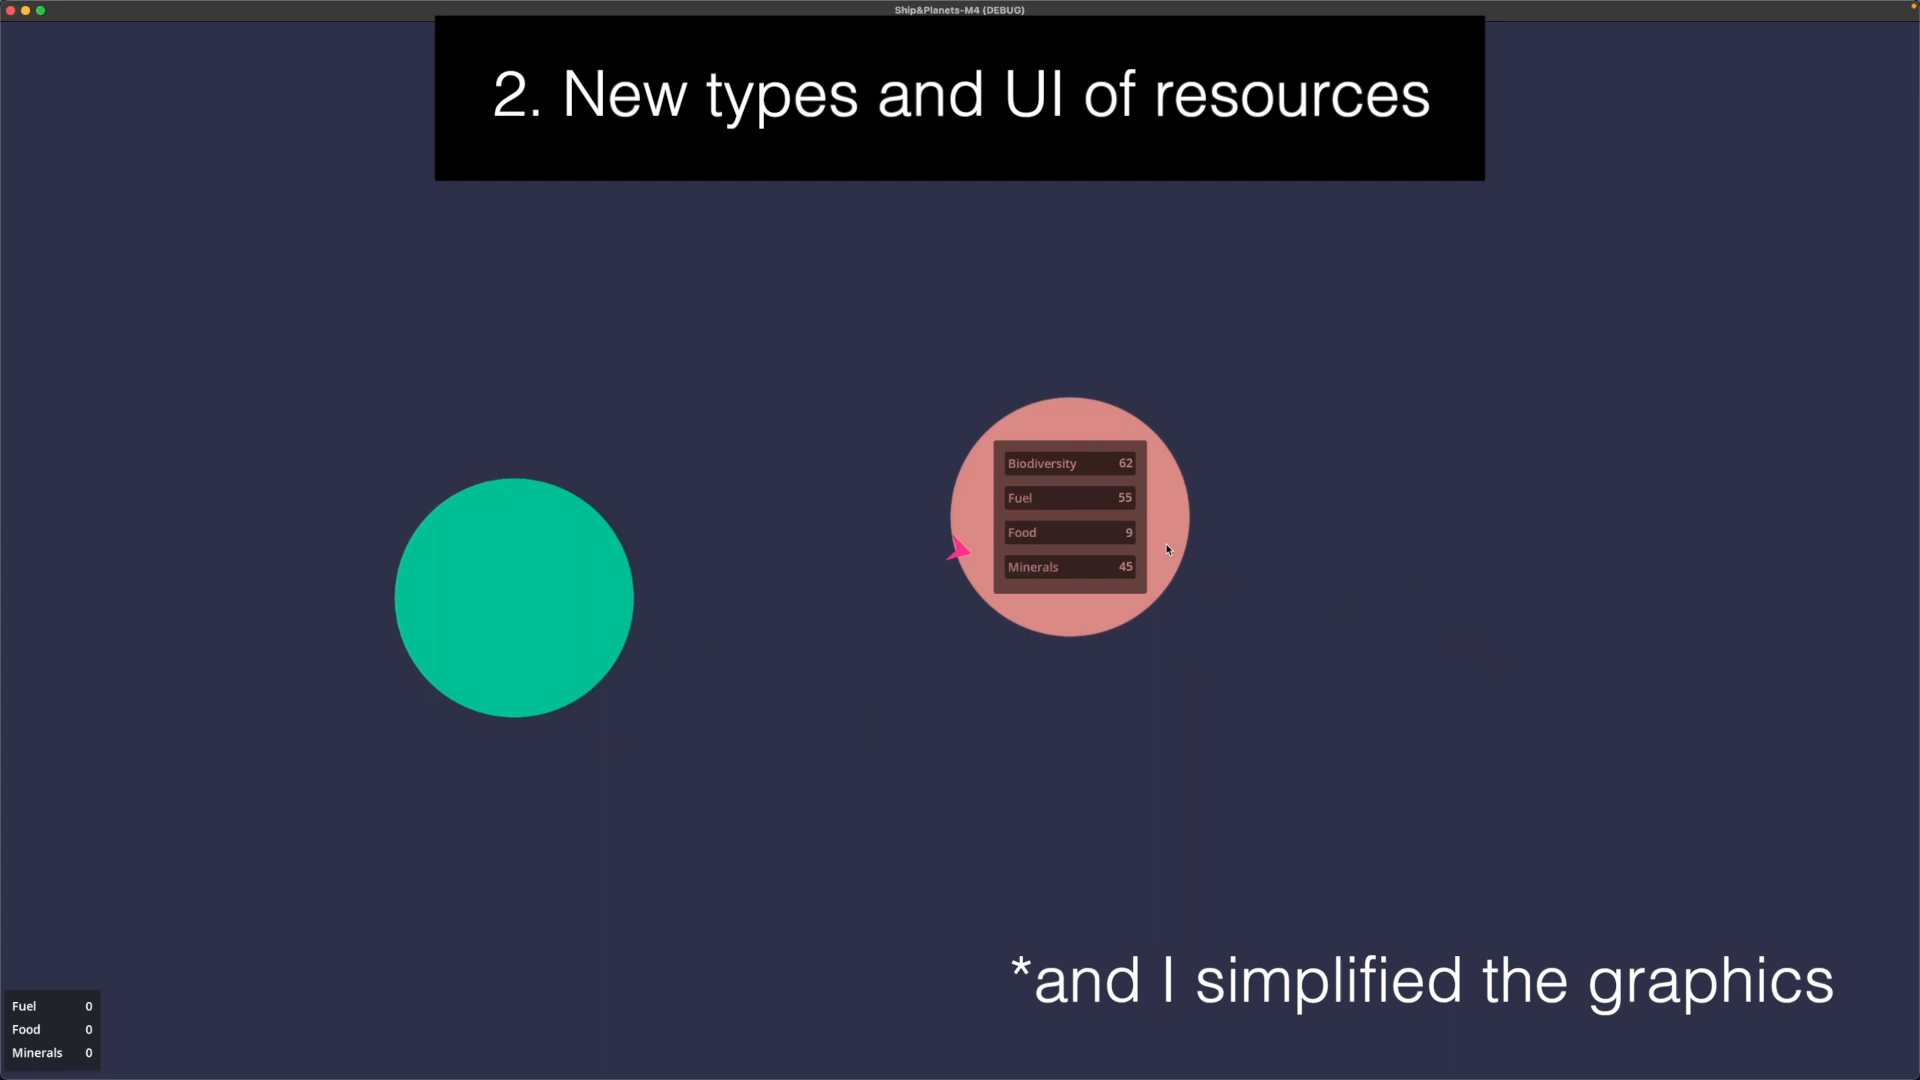 Ship&Planets-M4 (DEBUG)
2. New types and UI of resources
Biodiversity 62
Fuel 55
Food 9
Minerals 45
*and I simplified the graphics
Fuel 0
Food 0
Minerals 0